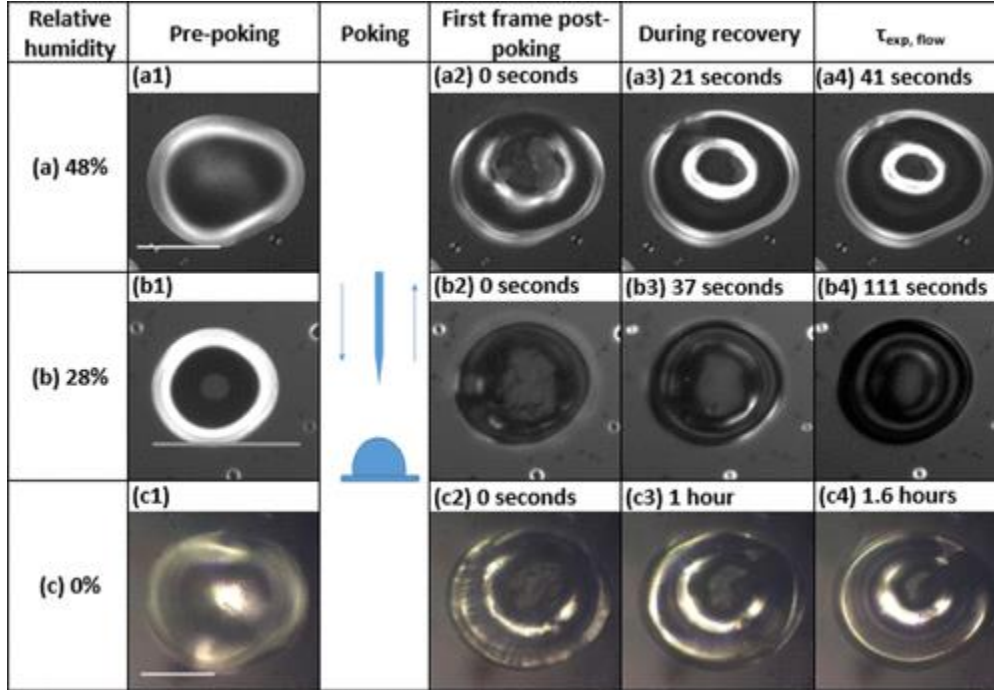 Relative humidity
Pre-poking
Poking
First frame post-poking
During recovery
τexp, flow
(a) 48%
(a1)
(a2) 0 seconds
(a3) 21 seconds
(a4) 41 seconds
(b) 28%
(b1)
(b2) 0 seconds
(b3) 37 seconds
(b4) 111 seconds
(c) 0%
(c1)
(c2) 0 seconds
(c3) 1 hour
(c4) 1.6 hours